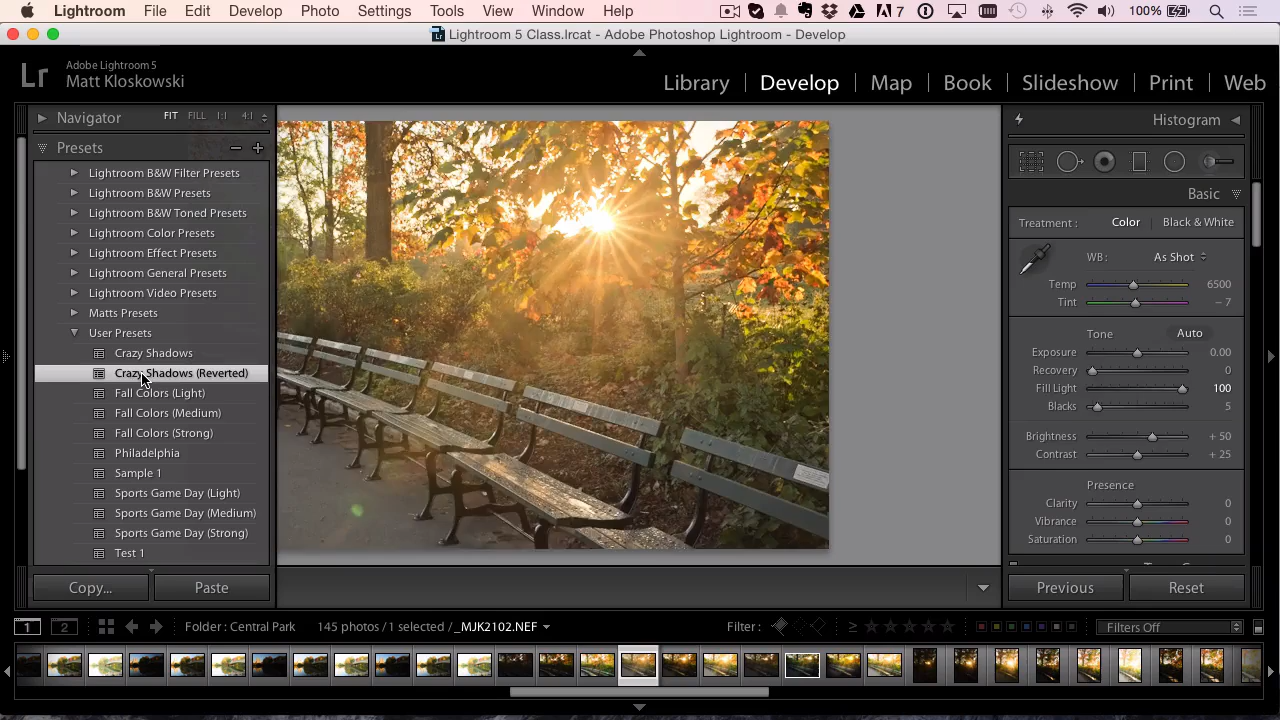 Lightroom File Edit Develop Photo Settings Tools View Window Help 7 100%
Lightroom 5 Class.lrcat - Adobe Photoshop Lightroom - Develop
Lr Adobe Lightroom 5
Matt Kloskowski
Library | Develop | Map | Book | Slideshow | Print | Web
Navigator FIT FILL 1:1 4:1
Histogram
Presets
Lightroom B&W Filter Presets
Lightroom B&W Presets
Lightroom B&W Toned Presets
Lightroom Color Presets
Lightroom Effect Presets
Lightroom General Presets
Lightroom Video Presets
Matts Presets
User Presets
Crazy Shadows
Crazy Shadows (Reverted)
Fall Colors (Light)
Fall Colors (Medium)
Fall Colors (Strong)
Philadelphia
Sample 1
Sports Game Day (Light)
Sports Game Day (Medium)
Sports Game Day (Strong)
Test 1
Copy... Paste
Basic
Treatment : Color | Black & White
WB : As Shot
Temp 6500
Tint – 7
Tone Auto
Exposure 0.00
Recovery 0
Fill Light 100
Blacks 5
Brightness + 50
Contrast + 25
Presence
Clarity 0
Vibrance 0
Saturation 0
Previous Reset
1 2 Folder : Central Park 145 photos / 1 selected / _MJK2102.NEF Filter : ≥ Filters Off